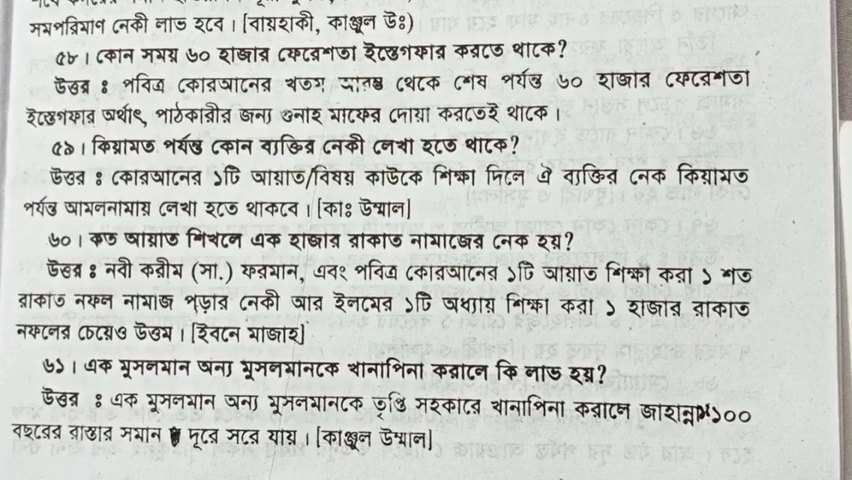 সমপরিমাণ নেকী লাভ হবে। (বায়হাকী, কাঞ্জুল উঃ)
৫৮। কোন সময় ৬০ হাজার ফেরেশতা ইস্তেগফার করতে থাকে?
উত্তর ঃ পবিত্র কোরআনের খতম আরম্ভ থেকে শেষ পর্যন্ত ৬০ হাজার ফেরেশতা
ইস্তেগফার অর্থাৎ, পাঠকারীর জন্য গুনাহ মাফের দোয়া করতেই থাকে।
৫৯। কিয়ামত পর্যন্ত কোন ব্যক্তির নেকী লেখা হতে থাকে?
উত্তর ঃ কোরআনের ১টি আয়াত/বিষয় কাউকে শিক্ষা দিলে ঐ ব্যক্তির নেক কিয়ামত
পর্যন্ত আমলনামায় লেখা হতে থাকবে। [কাঃ উম্মাল]
৬০। কত আয়াত শিখলে এক হাজার রাকাত নামাজের নেক হয়?
উত্তর ঃ নবী করীম (সা.) ফরমান, এবং পবিত্র কোরআনের ১টি আয়াত শিক্ষা করা ১ শত
রাকাত নফল নামাজ পড়ার নেকী আর ইলমের ১টি অধ্যায় শিক্ষা করা ১ হাজার রাকাত
নফলের চেয়েও উত্তম। [ইবনে মাজাহ]
৬১। এক মুসলমান অন্য মুসলমানকে খানাপিনা করালে কি লাভ হয়?
উত্তর ঃ এক মুসলমান অন্য মুসলমানকে তৃপ্তি সহকারে খানাপিনা করালে জাহান্নাম ১০০
বছরের রাস্তার সমান দূরে সরে যায়। [কাঞ্জুল উম্মাল]